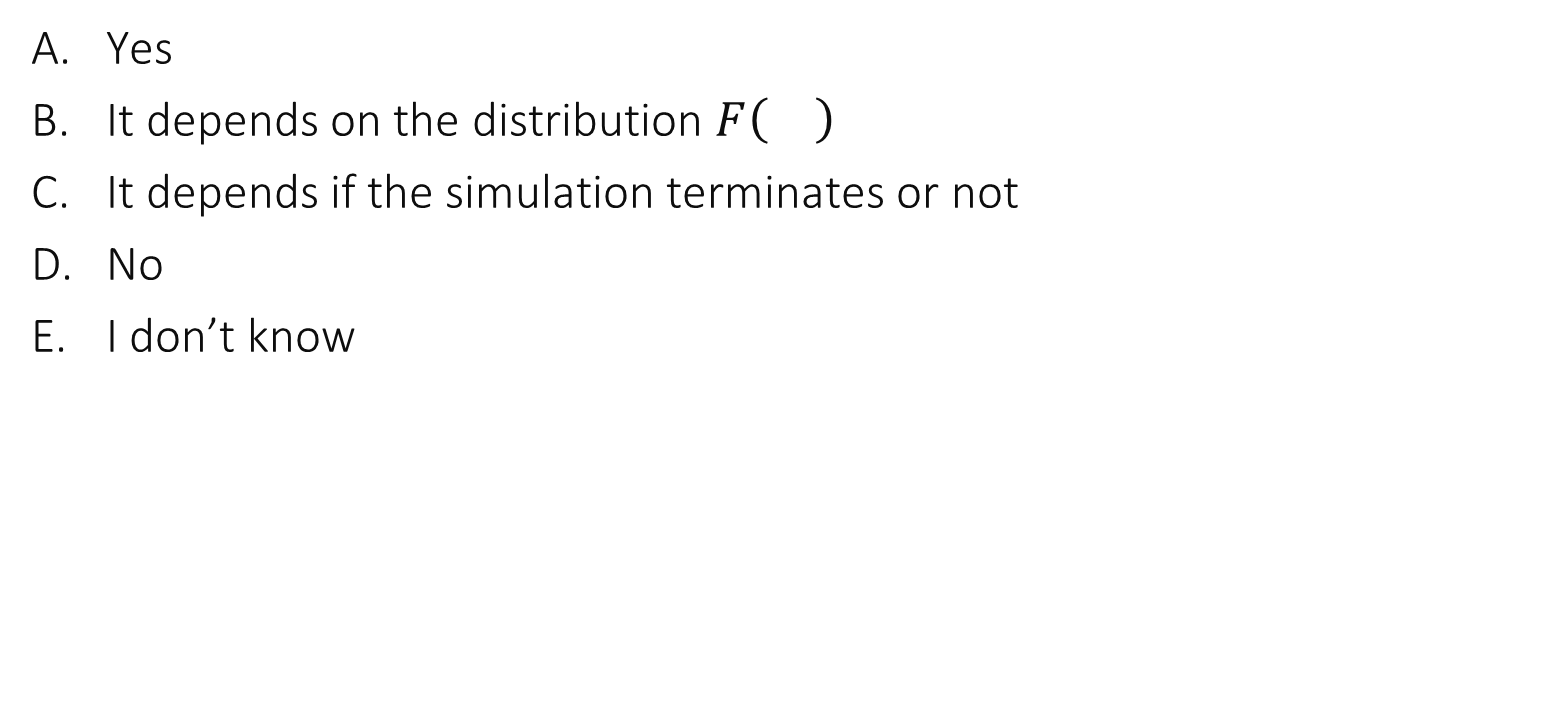 A. Yes
B. It depends on the distribution F( )
C. It depends if the simulation terminates or not
D. No
E. I don’t know